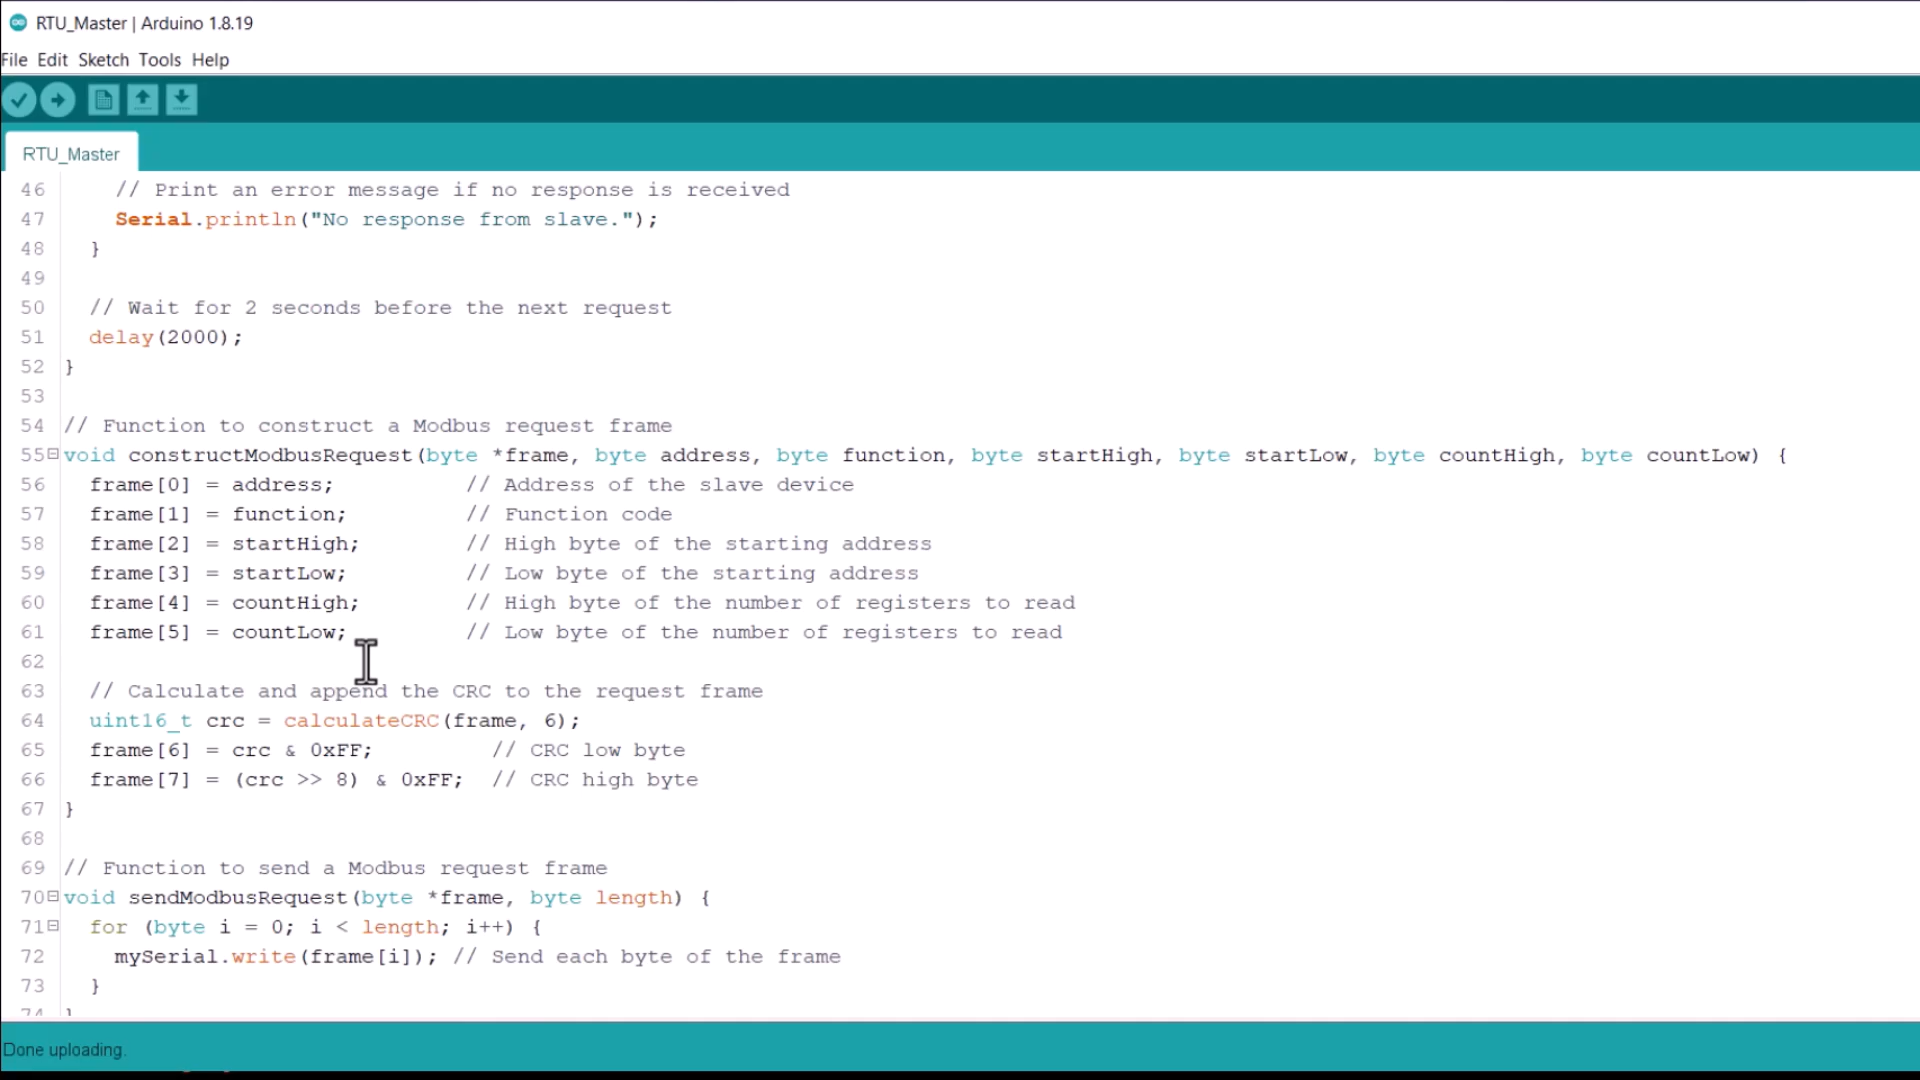 RTU_Master | Arduino 1.8.19
File Edit Sketch Tools Help
RTU_Master
46 // Print an error message if no response is received
47 Serial.println("No response from slave.");
48 }
49
50 // Wait for 2 seconds before the next request
51 delay(2000);
52 }
53
54 // Function to construct a Modbus request frame
55 void constructModbusRequest(byte *frame, byte address, byte function, byte startHigh, byte startLow, byte countHigh, byte countLow) {
56 frame[0] = address; // Address of the slave device
57 frame[1] = function; // Function code
58 frame[2] = startHigh; // High byte of the starting address
59 frame[3] = startLow; // Low byte of the starting address
60 frame[4] = countHigh; // High byte of the number of registers to read
61 frame[5] = countLow; // Low byte of the number of registers to read
62
63 // Calculate and append the CRC to the request frame
64 uint16_t crc = calculateCRC(frame, 6);
65 frame[6] = crc & 0xFF; // CRC low byte
66 frame[7] = (crc >> 8) & 0xFF; // CRC high byte
67 }
68
69 // Function to send a Modbus request frame
70 void sendModbusRequest(byte *frame, byte length) {
71 for (byte i = 0; i < length; i++) {
72 mySerial.write(frame[i]); // Send each byte of the frame
73 }
74 }
Done uploading.